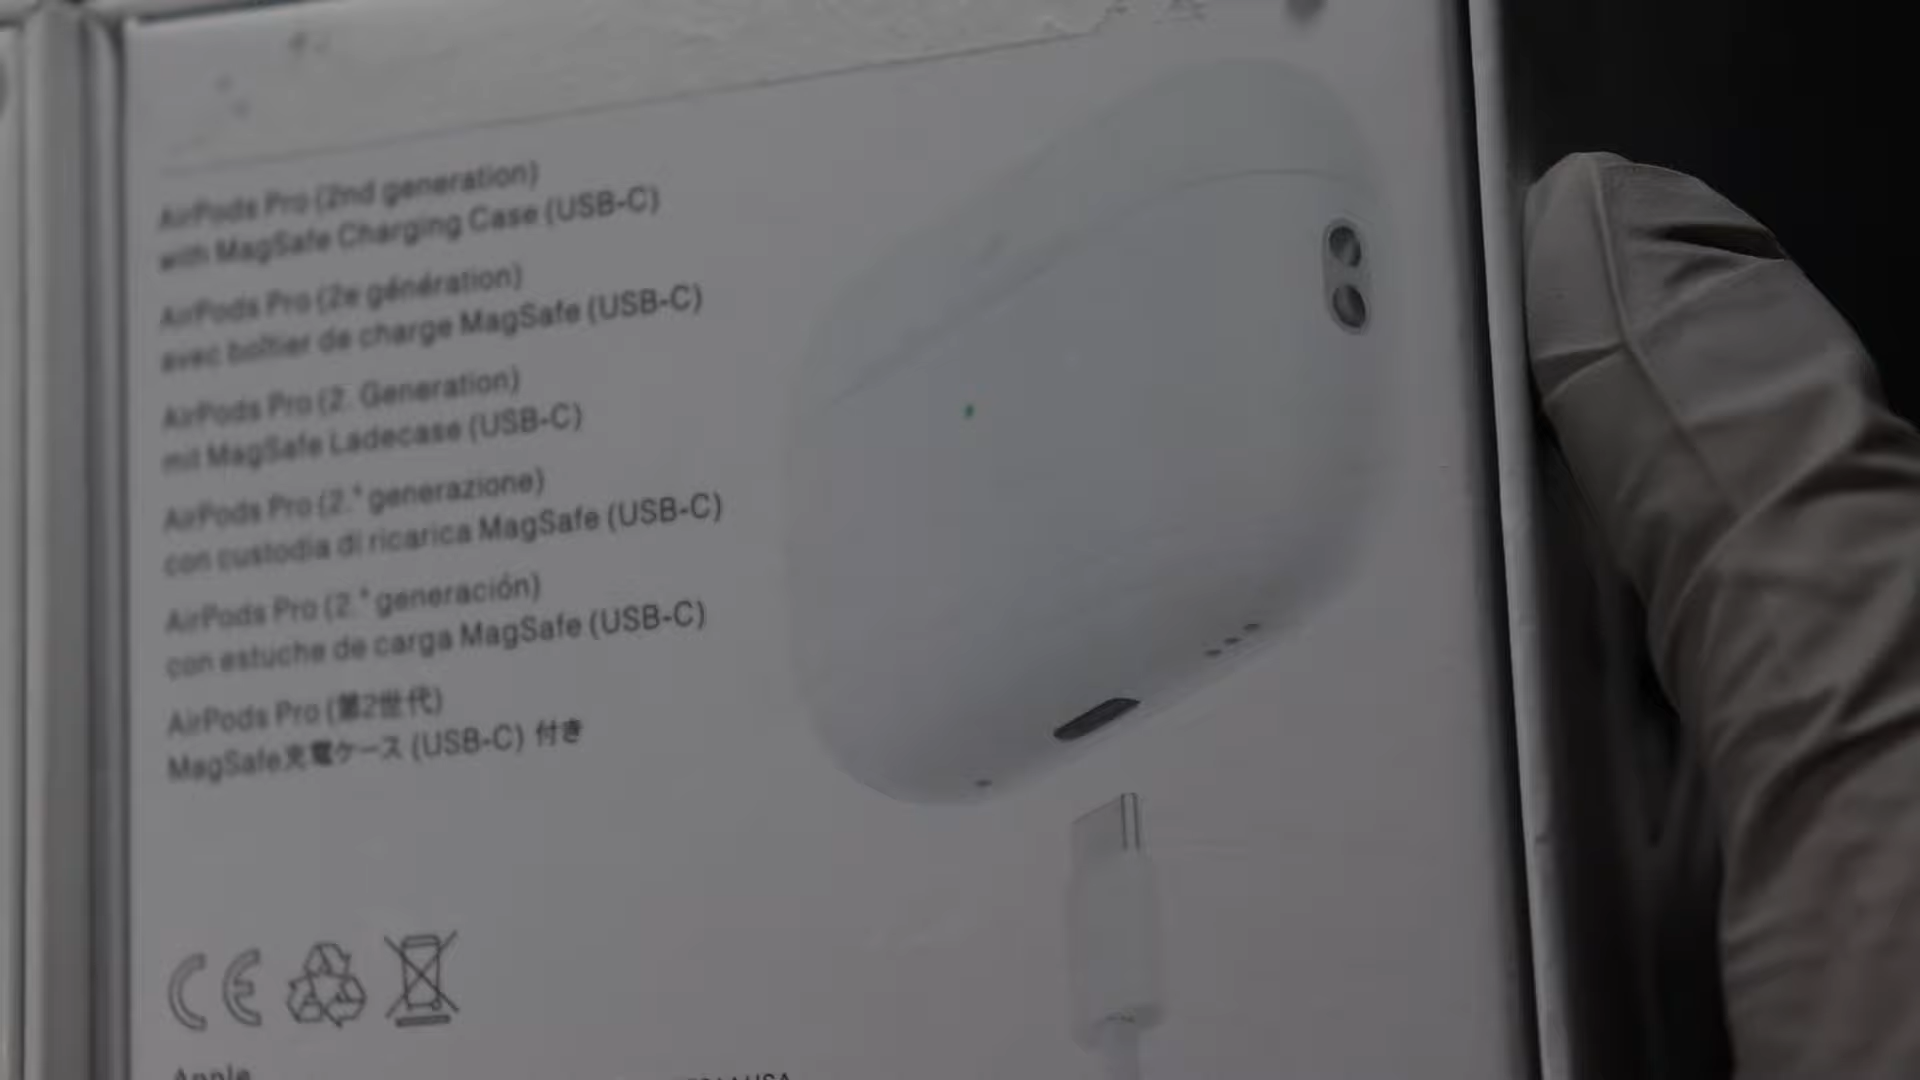 AirPods Pro (2nd generation)
with MagSafe Charging Case (USB-C)
AirPods Pro (2e génération)
avec boîtier de charge MagSafe (USB-C)
AirPods Pro (2. Generation)
mit MagSafe Ladecase (USB-C)
AirPods Pro (2.ª generazione)
con custodia di ricarica MagSafe (USB-C)
AirPods Pro (2.ª generación)
con estuche de carga MagSafe (USB-C)
AirPods Pro (第2世代)
MagSafe充電ケース (USB-C) 付き
CE
Apple
USA